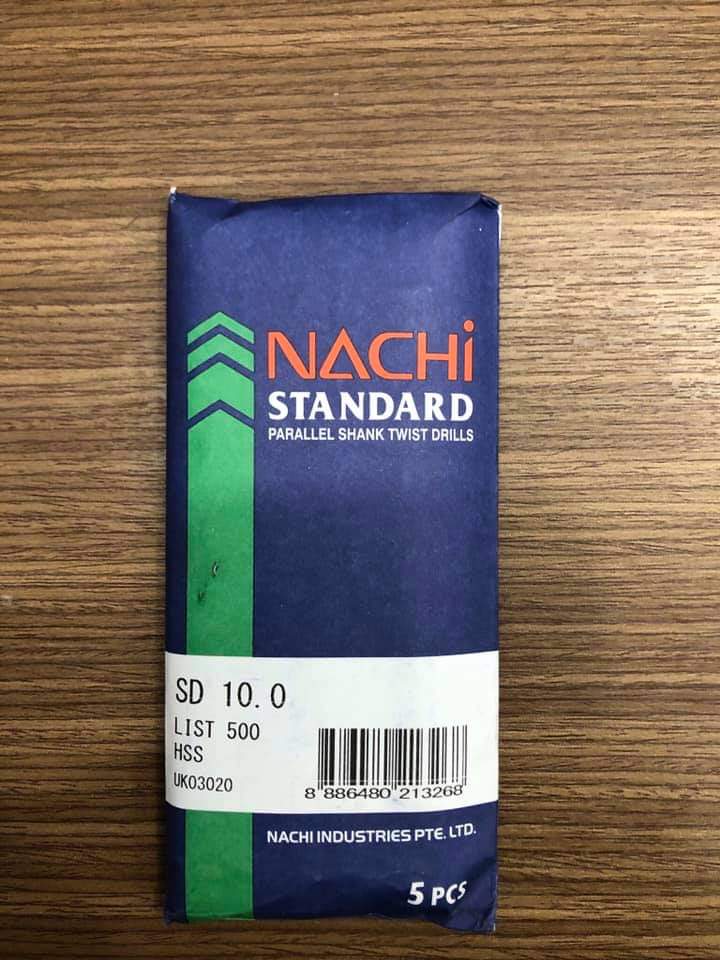 NACHi
STANDARD
PARALLEL SHANK TWIST DRILLS
SD 10.0
LIST 500
HSS
UK03020
8 886480 213268
NACHI INDUSTRIES PTE. LTD.
5 PCS